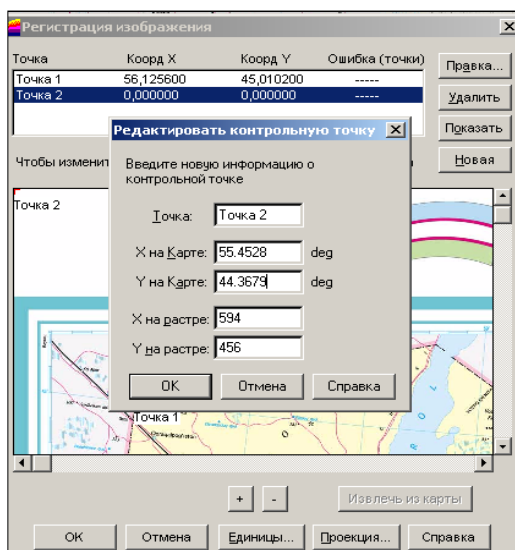 Регистрация изображения
Точка Коорд X Коорд Y Ошибка (точки)
Точка 1 56,125600 45,010200 -----
Точка 2 0,000000 0,000000 -----
Правка...
Удалить
Показать
Новая
Чтобы изменит
Редактировать контрольную точку
Введите новую информацию о
контрольной точке
Точка: Точка 2
X на Карте: 55.4528 deg
Y на Карте: 44.3679 deg
X на растре: 594
Y на растре: 456
OK Отмена Справка
Точка 2
Точка 1
+ -
Извлечь из карты
OK Отмена Единицы... Проекция... Справка